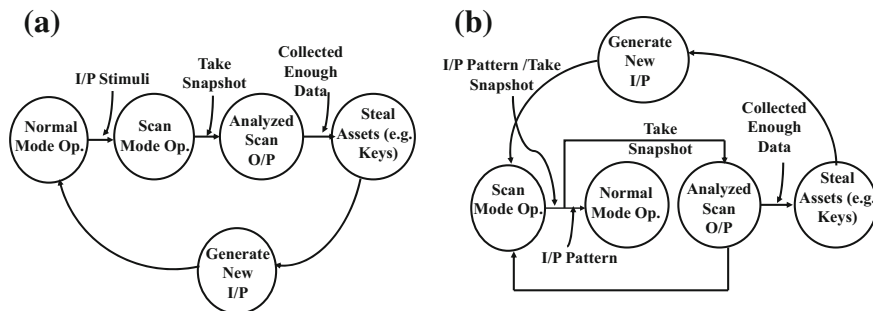 (a)
I/P Stimuli
Take
Snapshot
Collected
Enough
Data
Normal
Mode Op.
Scan
Mode Op.
Analyzed
Scan
O/P
Steal
Assets (e.g.
Keys)
Generate
New
I/P
(b)
I/P Pattern /Take
Snapshot
Generate
New
I/P
Take
Snapshot
Collected
Enough
Data
Scan
Mode Op.
Normal
Mode Op.
Analyzed
Scan
O/P
Steal
Assets (e.g.
Keys)
I/P Pattern